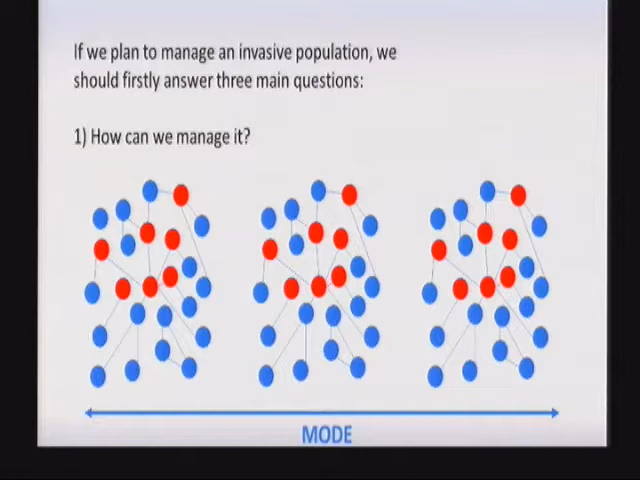 If we plan to manage an invasive population, we
should firstly answer three main questions:
1) How can we manage it?
MODE